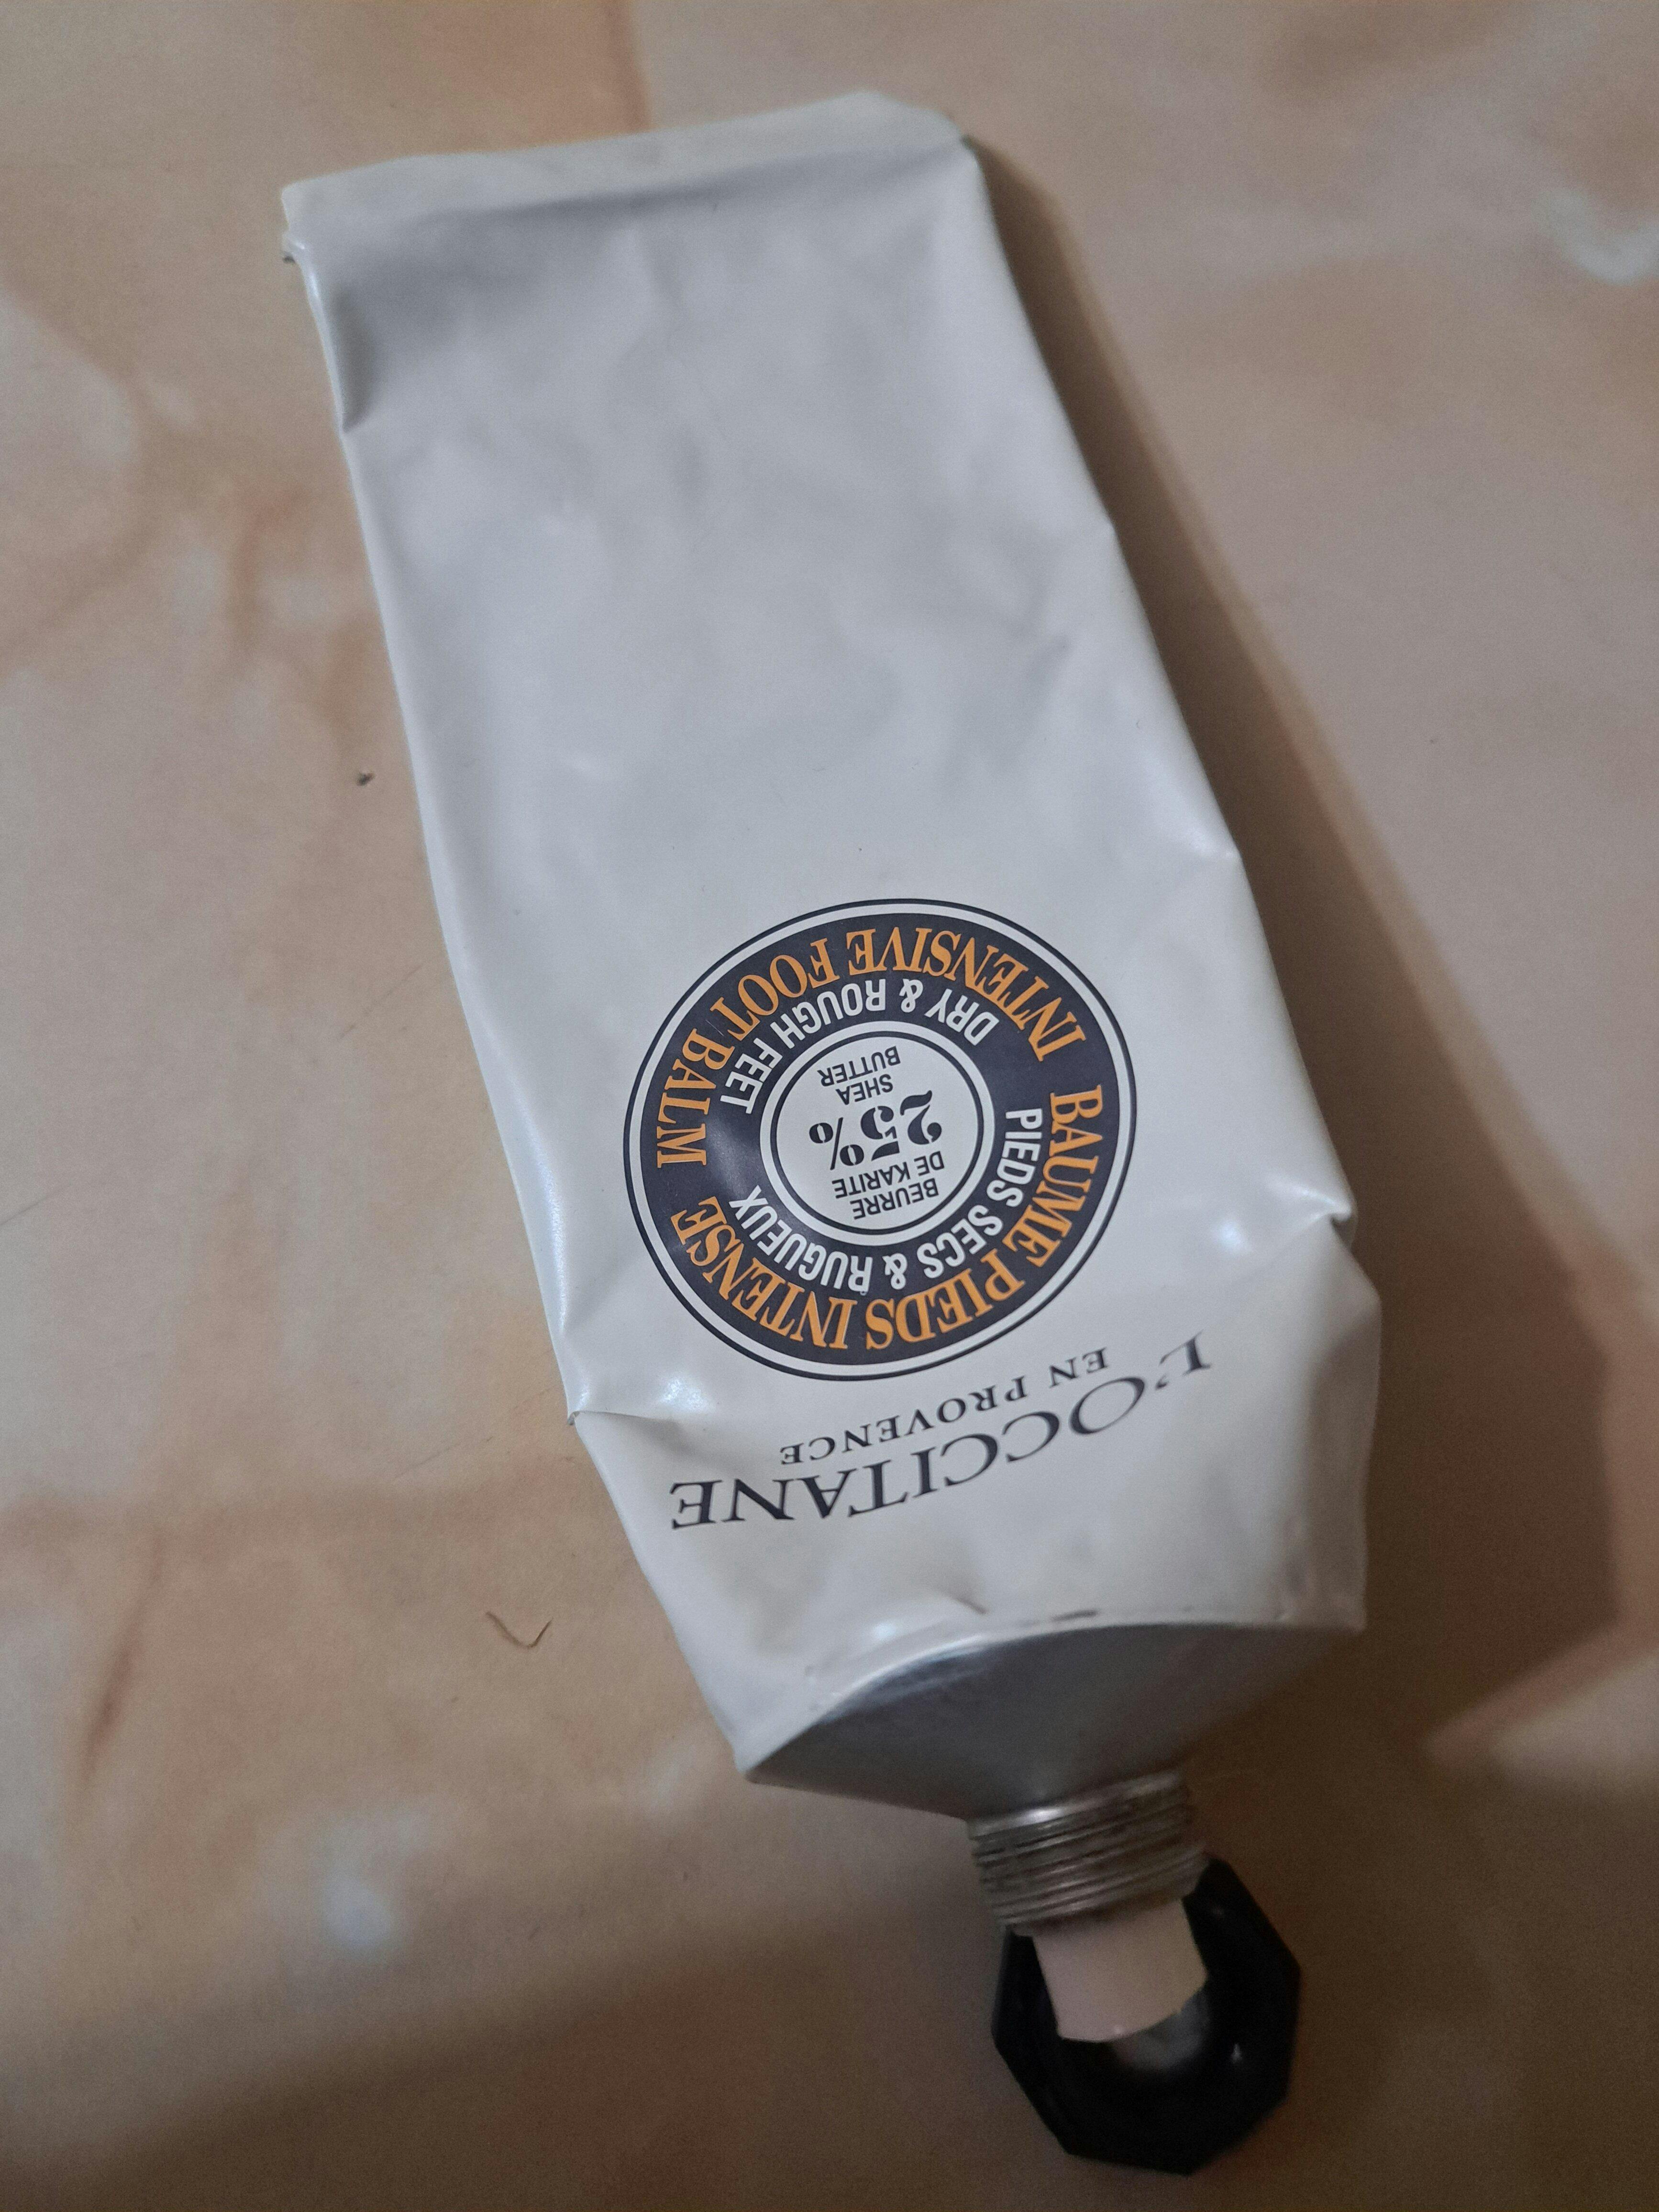 L'OCCITANE
EN PROVENCE
BAUME PIEDS INTENSE
PIEDS SECS & RUGUEUX
BEURRE
DE KARITE
25%
SHEA
BUTTER
DRY & ROUGH FEET
INTENSIVE FOOT BALM